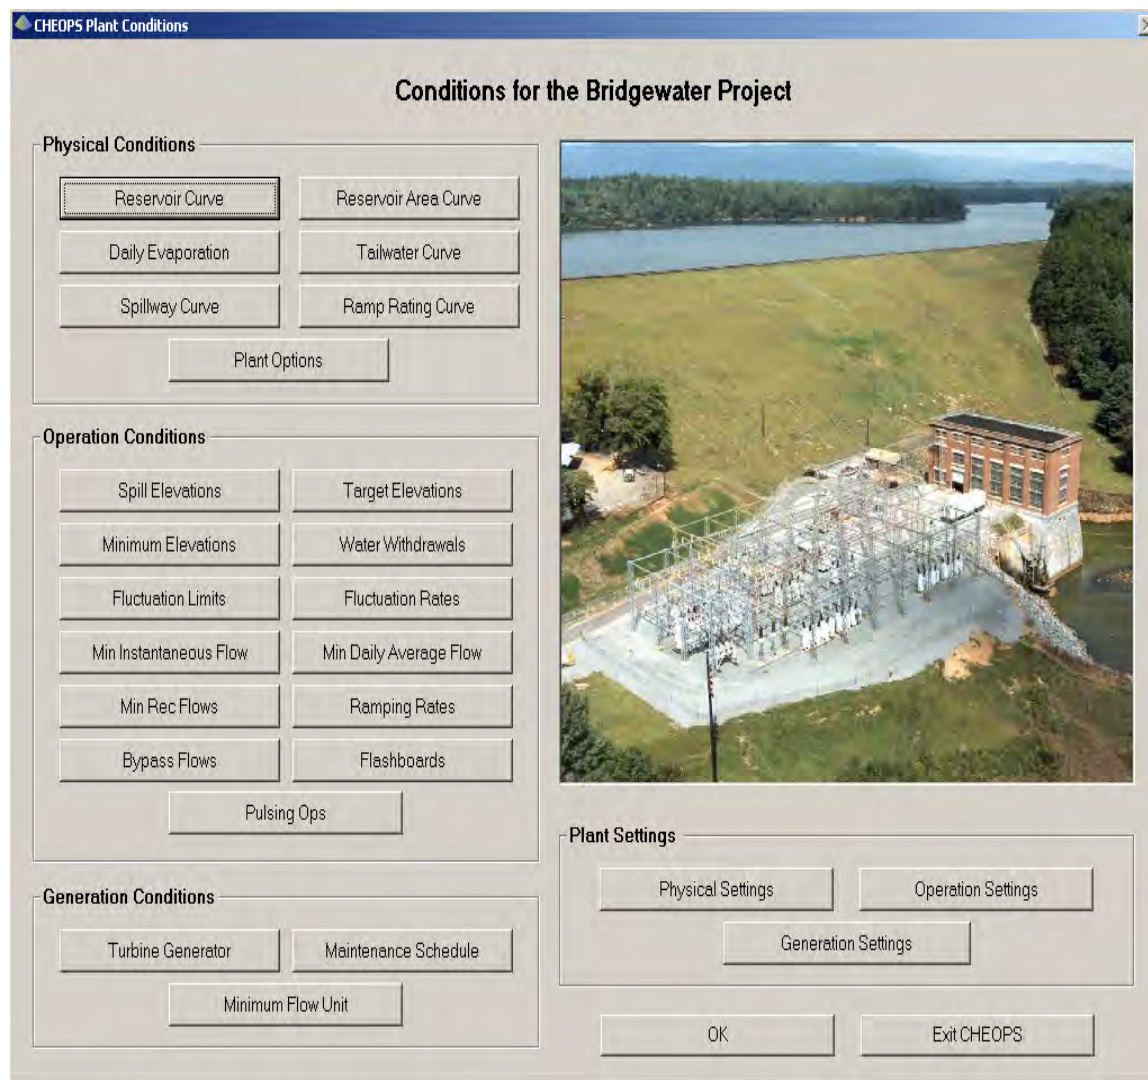 CHEOPS Plant Conditions
Conditions for the Bridgewater Project
Physical Conditions
Reservoir Curve
Reservoir Area Curve
Daily Evaporation
Tailwater Curve
Spillway Curve
Ramp Rating Curve
Plant Options
Operation Conditions
Spill Elevations
Target Elevations
Minimum Elevations
Water Withdrawals
Fluctuation Limits
Fluctuation Rates
Min Instantaneous Flow
Min Daily Average Flow
Min Rec Flows
Ramping Rates
Bypass Flows
Flashboards
Pulsing Ops
Generation Conditions
Turbine Generator
Maintenance Schedule
Minimum Flow Unit
Plant Settings
Physical Settings
Operation Settings
Generation Settings
OK
Exit CHEOPS